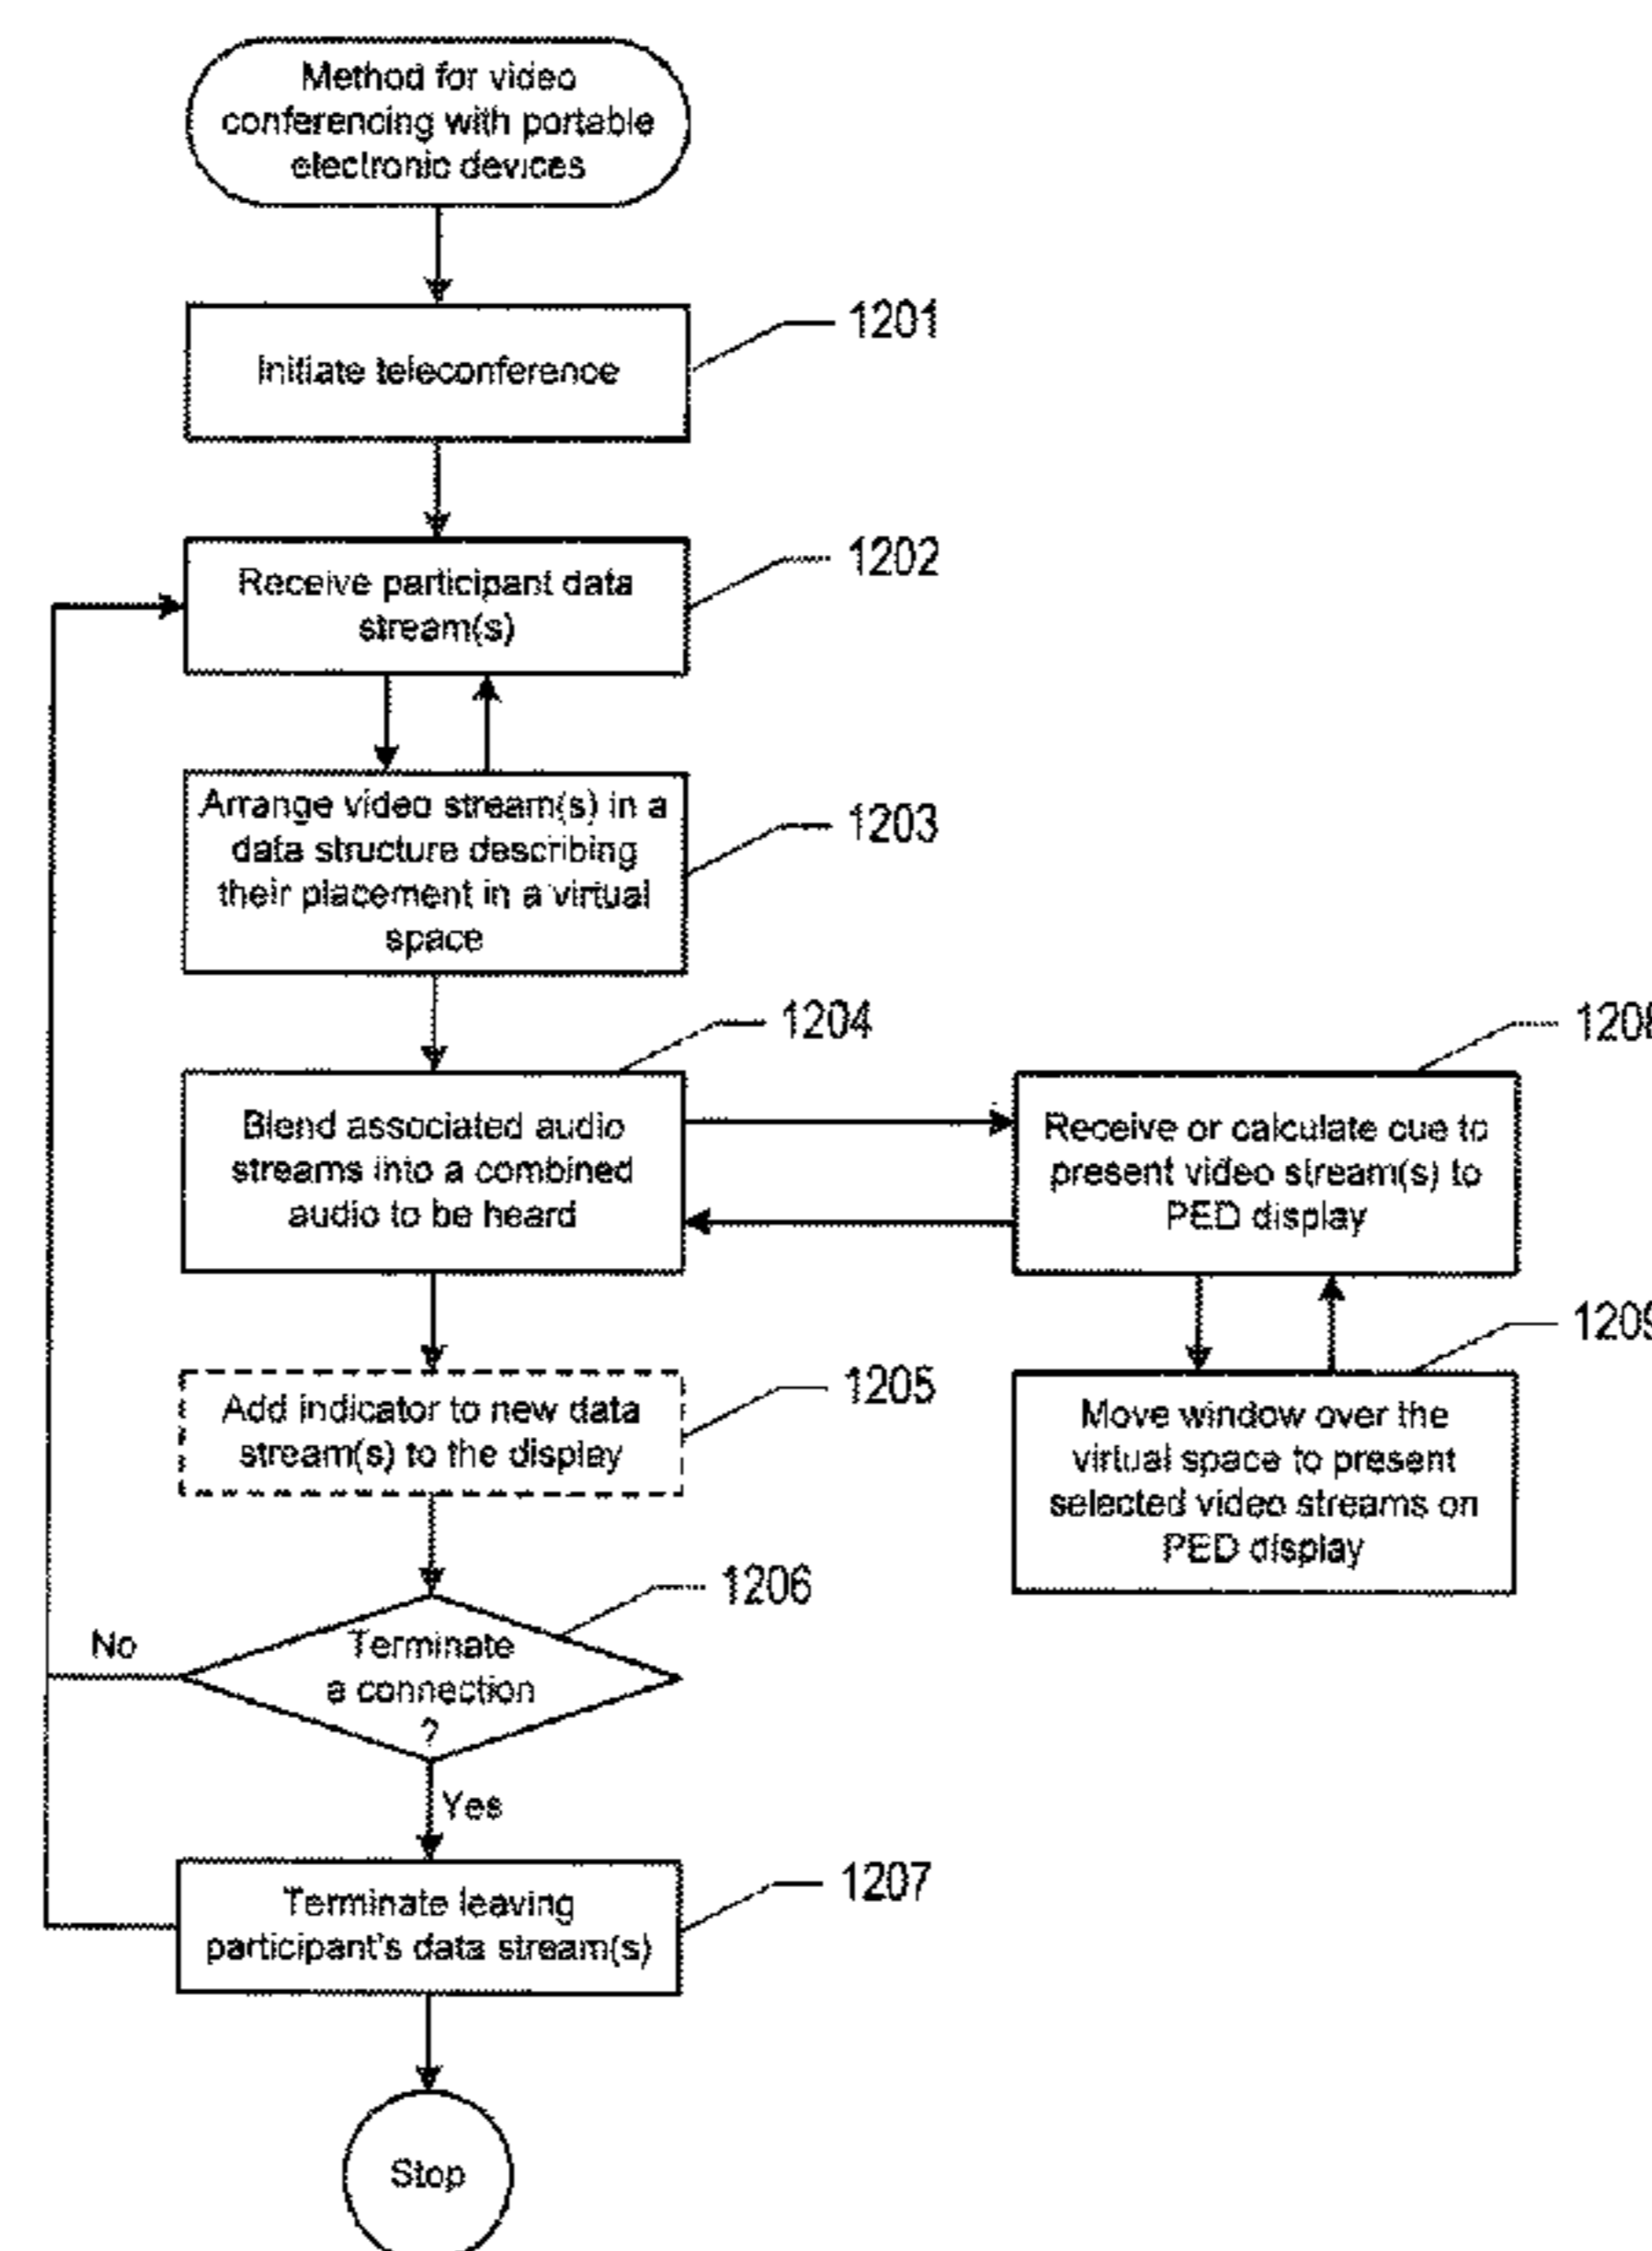 Method for video
conferencing with portable
electronic devices
1201
Initiate teleconference
1202
Receive participant data
stream(s)
1203
Arrange video stream(s) in a
data structure describing
their placement in a virtual
space
1204
1208
Blend associated audio
streams into a combined
audio to be heard
Receive or calculate cue to
present video stream(s) to
PED display
1209
1205
Add indicator to new data
stream(s) to the display
Move window over the
virtual space to present
selected video streams on
PED display
1206
No
Terminate
a connection
?
Yes
1207
Terminate leaving
participant's data stream(s)
Stop